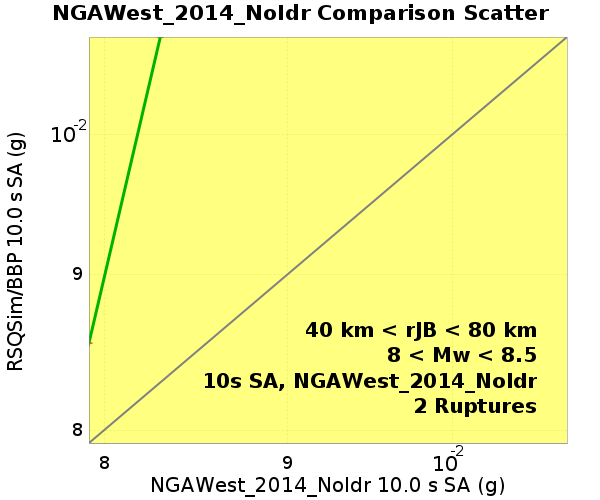 NGAWest_2014_NoIdr Comparison Scatter
RSQSim/BBP 10.0 s SA (g)
10-2
9
8
40 km < rJB < 80 km
8 < Mw < 8.5
10s SA, NGAWest_2014_NoIdr
2 Ruptures
8 9 10-2
NGAWest_2014_NoIdr 10.0 s SA (g)